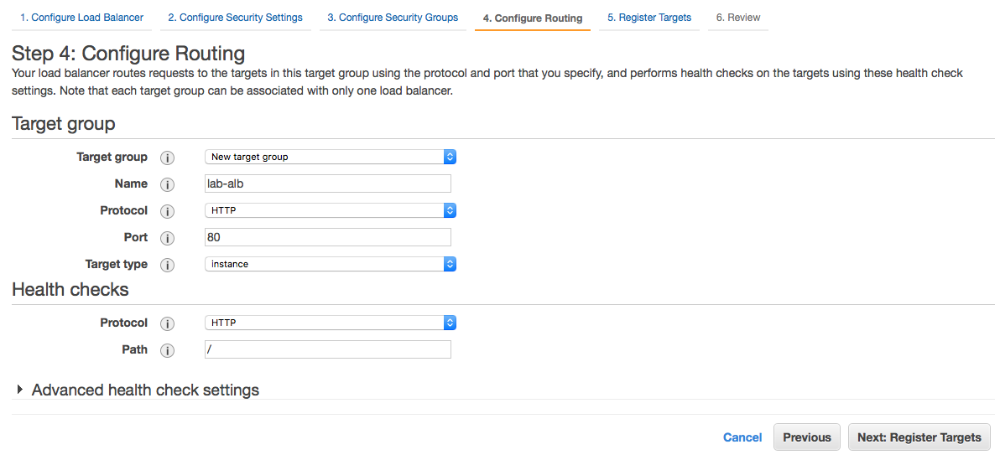 1. Configure Load Balancer 2. Configure Security Settings 3. Configure Security Groups 4. Configure Routing 5. Register Targets 6. Review
Step 4: Configure Routing
Your load balancer routes requests to the targets in this target group using the protocol and port that you specify, and performs health checks on the targets using these health check
settings. Note that each target group can be associated with only one load balancer.
Target group
Target group i New target group
Name i lab-alb
Protocol i HTTP
Port i 80
Target type i instance
Health checks
Protocol i HTTP
Path i /
Advanced health check settings
Cancel Previous Next: Register Targets